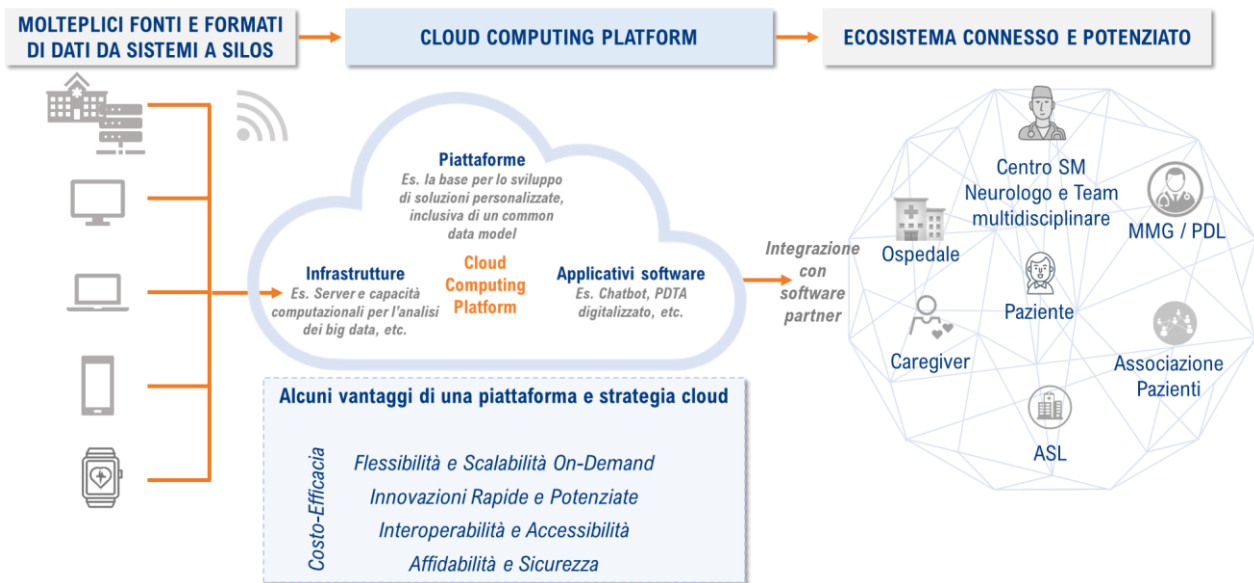 MOLTEPLICI FONTI E FORMATI
DI DATI DA SISTEMI A SILOS
CLOUD COMPUTING PLATFORM
ECOSISTEMA CONNESSO E POTENZIATO
Piattaforme
Es. la base per lo sviluppo
di soluzioni personalizzate,
inclusiva di un common
data model
Infrastrutture
Es. Server e capacità
computazionali per l'analisi
dei big data, etc.
Cloud
Computing
Platform
Applicativi software
Es. Chatbot, PDTA
digitalizzato, etc.
Integrazione
con
software
partner
Centro SM
Neurologo e Team
multidisciplinare
MMG / PDL
Ospedale
Paziente
Caregiver
Associazione
Pazienti
ASL
Alcuni vantaggi di una piattaforma e strategia cloud
Costo-Efficacia
Flessibilità e Scalabilità On-Demand
Innovazioni Rapide e Potenziate
Interoperabilità e Accessibilità
Affidabilità e Sicurezza